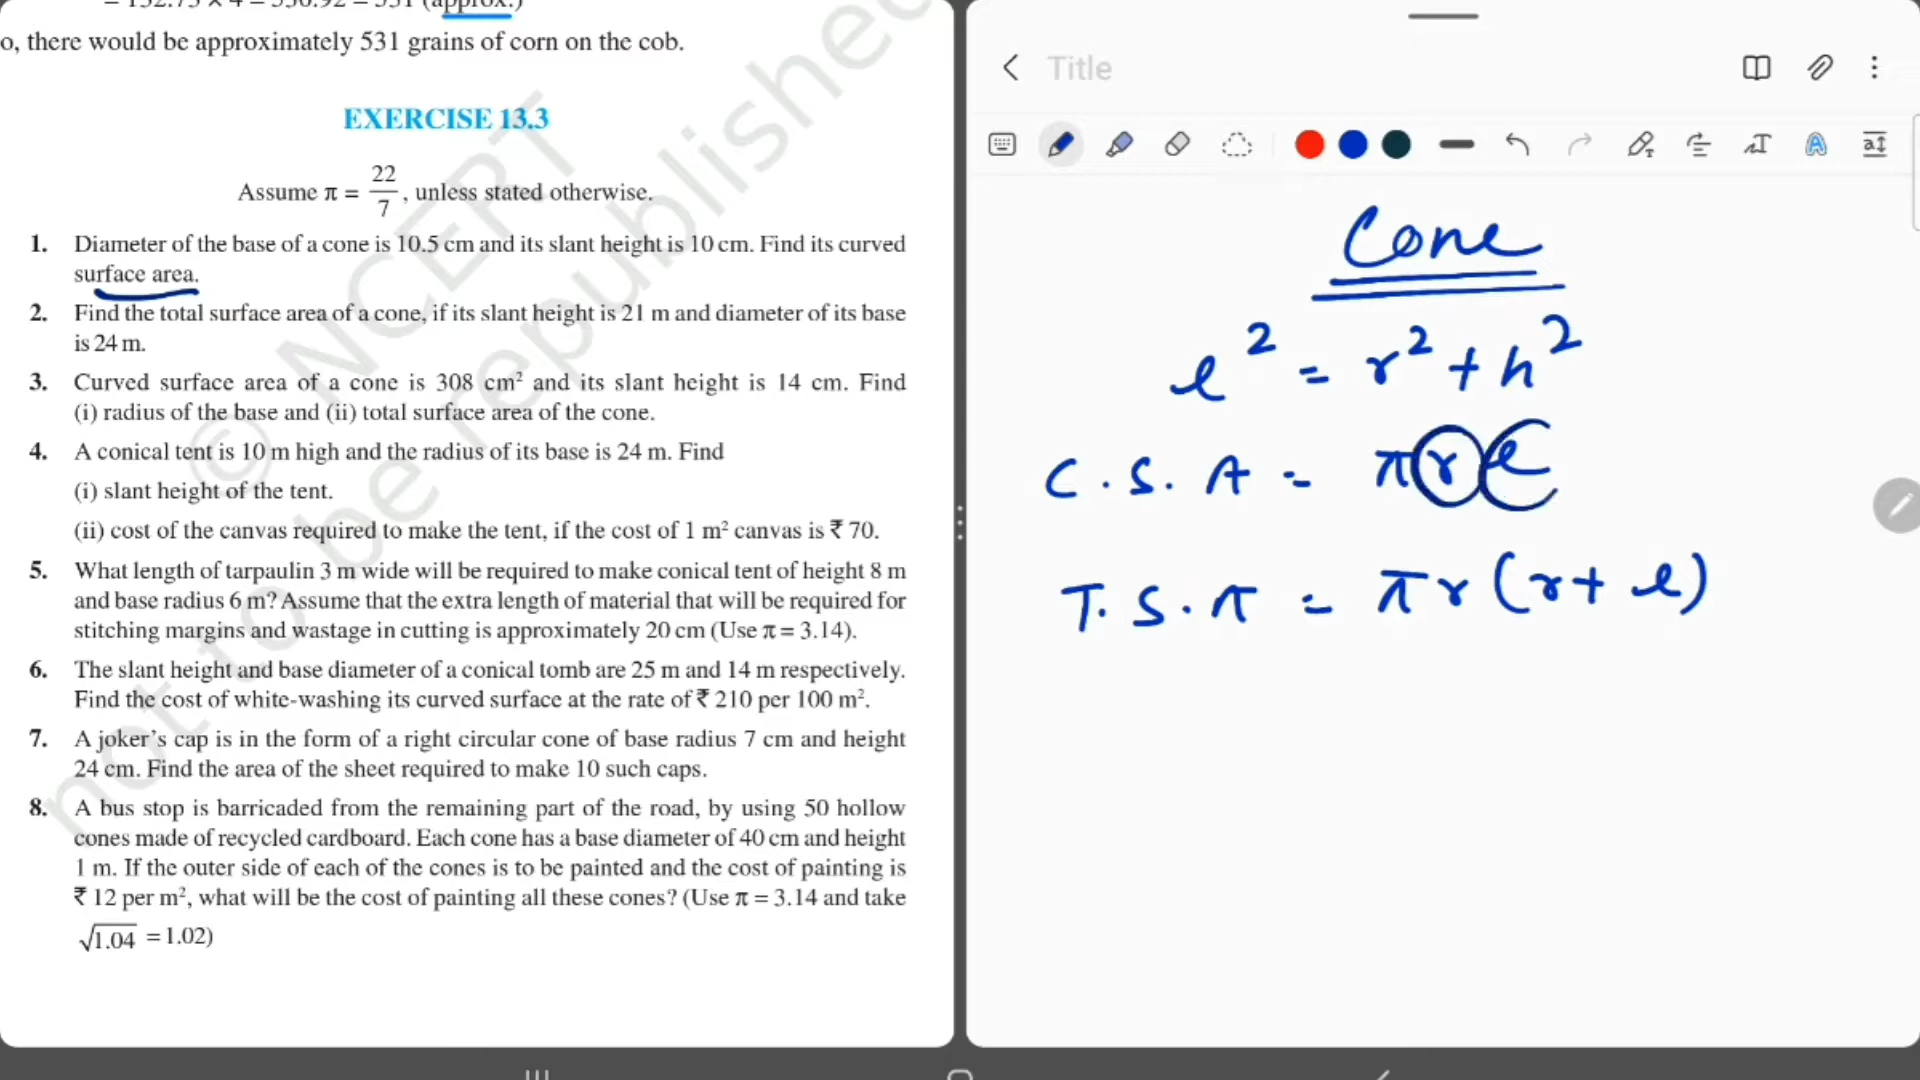 = 132.73 × 4 = 530.92 = 531 (approx.)
o, there would be approximately 531 grains of corn on the cob.
EXERCISE 13.3
Assume π = 22/7, unless stated otherwise.
1. Diameter of the base of a cone is 10.5 cm and its slant height is 10 cm. Find its curved
surface area.
2. Find the total surface area of a cone, if its slant height is 21 m and diameter of its base
is 24 m.
3. Curved surface area of a cone is 308 cm² and its slant height is 14 cm. Find
(i) radius of the base and (ii) total surface area of the cone.
4. A conical tent is 10 m high and the radius of its base is 24 m. Find
(i) slant height of the tent.
(ii) cost of the canvas required to make the tent, if the cost of 1 m² canvas is ₹ 70.
5. What length of tarpaulin 3 m wide will be required to make conical tent of height 8 m
and base radius 6 m? Assume that the extra length of material that will be required for
stitching margins and wastage in cutting is approximately 20 cm (Use π = 3.14).
6. The slant height and base diameter of a conical tomb are 25 m and 14 m respectively.
Find the cost of white-washing its curved surface at the rate of ₹ 210 per 100 m².
7. A joker’s cap is in the form of a right circular cone of base radius 7 cm and height
24 cm. Find the area of the sheet required to make 10 such caps.
8. A bus stop is barricaded from the remaining part of the road, by using 50 hollow
cones made of recycled cardboard. Each cone has a base diameter of 40 cm and height
1 m. If the outer side of each of the cones is to be painted and the cost of painting is
₹ 12 per m², what will be the cost of painting all these cones? (Use π = 3.14 and take
√1.04 = 1.02)
© NCERT
not to be republished
Title
Cone
l² = r² + h²
C.S.A = πrl
T.S.A = πr(r + l)